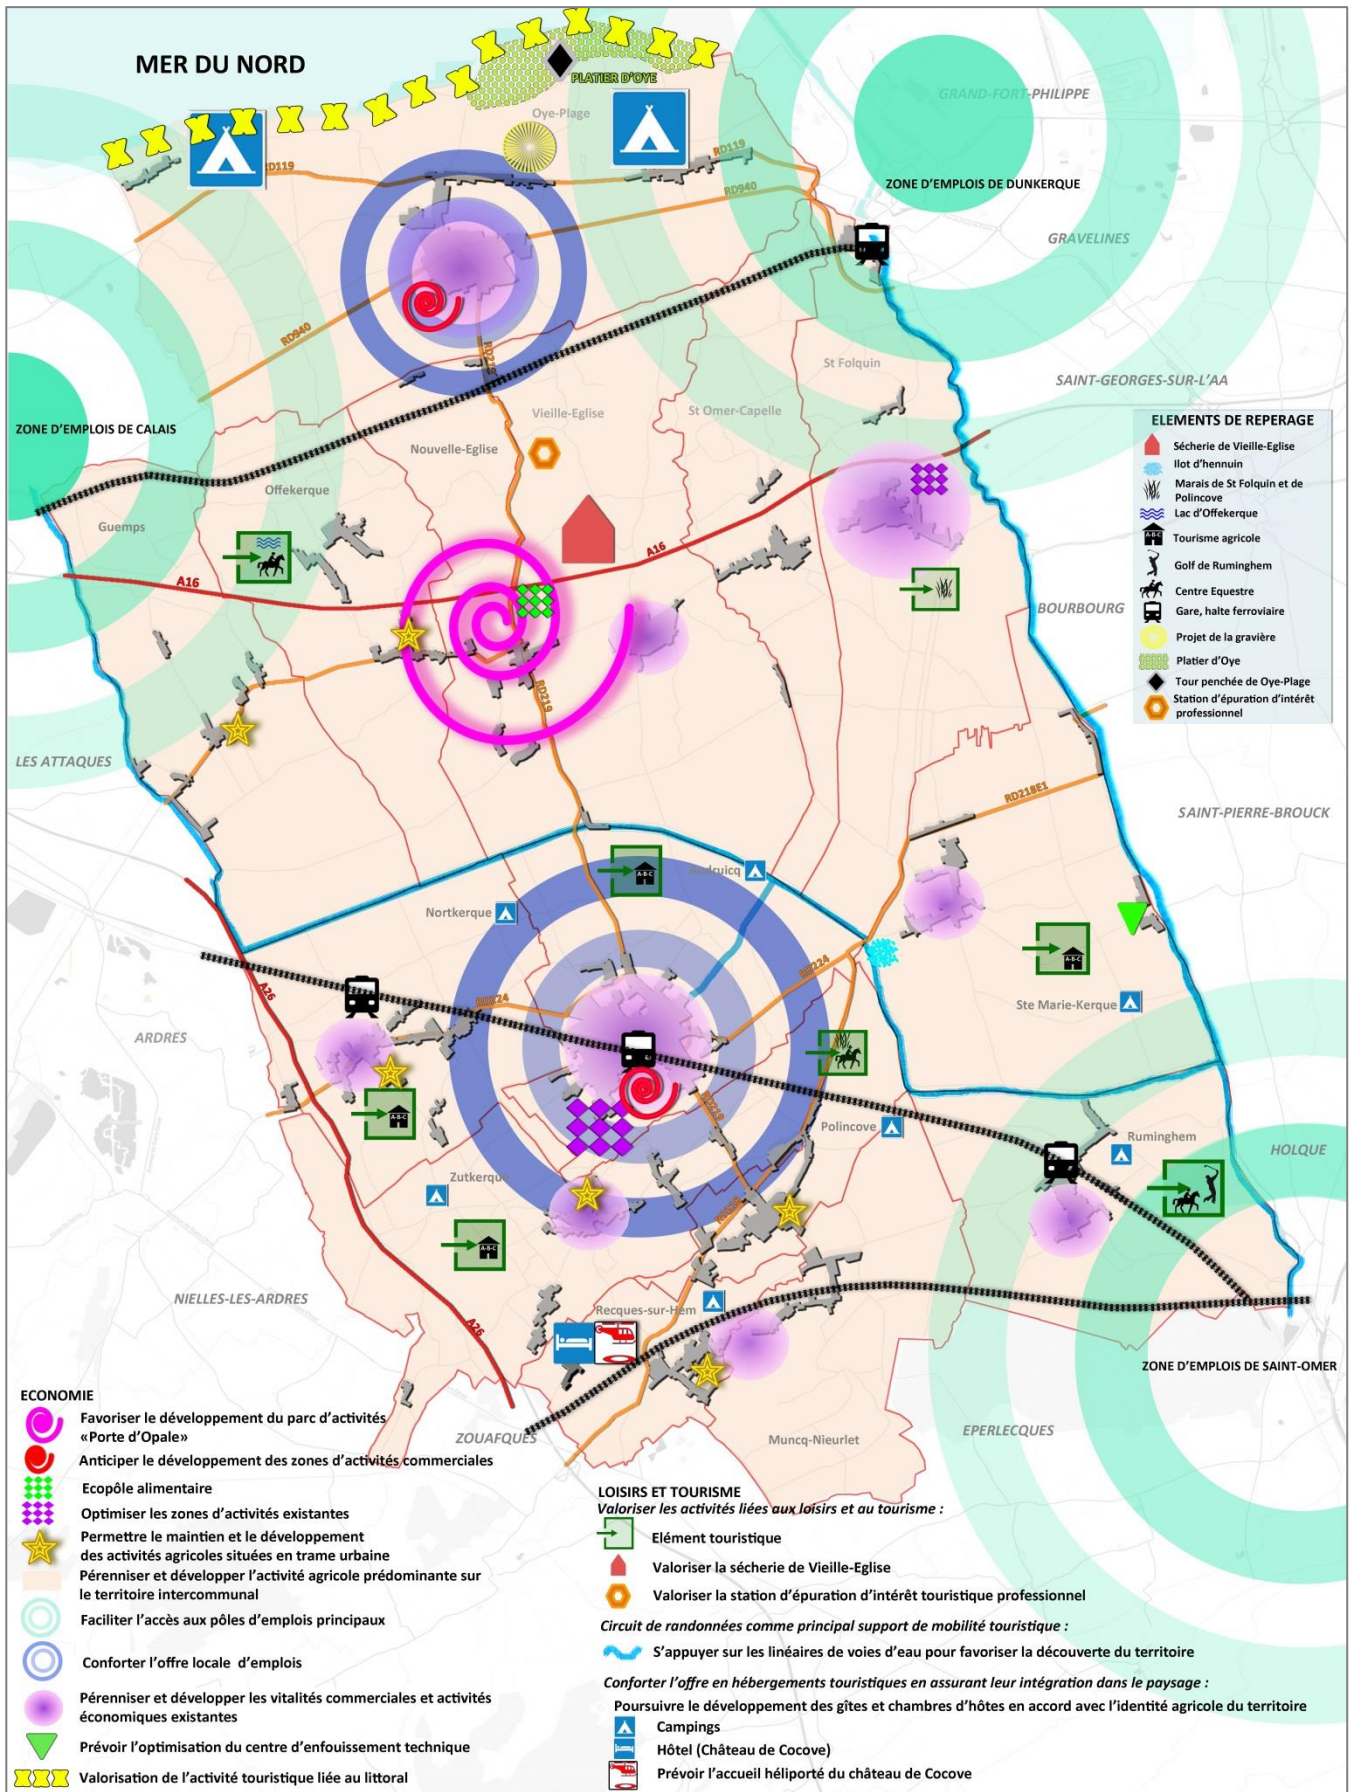 MER DU NORD
PLATIER D'OYE
Oye-Plage
GRAND-FORT-PHILIPPE
RD119
RD119
ZONE D'EMPLOIS DE DUNKERQUE
RD940
GRAVELINES
RD940
RD219
St Folquin
SAINT-GEORGES-SUR-L'AA
Vieille-Eglise
St Omer-Capelle
ZONE D'EMPLOIS DE CALAIS
Nouvelle-Eglise
Offekerque
Guemps
A16
A16
BOURBOURG
RD219
LES ATTAQUES
RD218E1
SAINT-PIERRE-BROUCK
Audruicq
Nortkerque
A-B-C
A-B-C
RD224
RD224
A26
Ste Marie-Kerque
ARDRES
A-B-C
RD219
Polincove
Ruminghem
HOLQUE
Zutkerque
A-B-C
NIELLES-LES-ARDRES
Recques-sur-Hem
A26
ZONE D'EMPLOIS DE SAINT-OMER
ZOUAFQUES
Muncq-Nieurlet
EPERLECQUES
ELEMENTS DE REPERAGE
Sécherie de Vieille-Eglise
Ilot d'hennuin
Marais de St Folquin et de
Polincove
Lac d'Offekerque
A-B-C
Tourisme agricole
Golf de Ruminghem
Centre Equestre
Gare, halte ferroviaire
Projet de la gravière
Platier d'Oye
Tour penchée de Oye-Plage
Station d'épuration d'intérêt
professionnel
ECONOMIE
Favoriser le développement du parc d'activités
«Porte d'Opale»
Anticiper le développement des zones d'activités commerciales
Ecopôle alimentaire
Optimiser les zones d'activités existantes
Permettre le maintien et le développement
des activités agricoles situées en trame urbaine
Pérenniser et développer l'activité agricole prédominante sur
le territoire intercommunal
Faciliter l'accès aux pôles d'emplois principaux
Conforter l'offre locale d'emplois
Pérenniser et développer les vitalités commerciales et activités
économiques existantes
Prévoir l'optimisation du centre d'enfouissement technique
Valorisation de l'activité touristique liée au littoral
LOISIRS ET TOURISME
Valoriser les activités liées aux loisirs et au tourisme :
Elément touristique
Valoriser la sécherie de Vieille-Eglise
Valoriser la station d'épuration d'intérêt touristique professionnel
Circuit de randonnées comme principal support de mobilité touristique :
S'appuyer sur les linéaires de voies d'eau pour favoriser la découverte du territoire
Conforter l'offre en hébergements touristiques en assurant leur intégration dans le paysage :
Poursuivre le développement des gîtes et chambres d'hôtes en accord avec l'identité agricole du territoire
Campings
Hôtel (Château de Cocove)
Prévoir l'accueil héliporté du château de Cocove